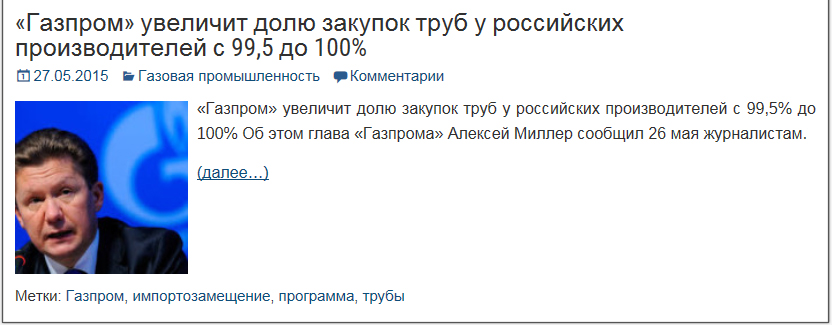 «Газпром» увеличит долю закупок труб у российских
производителей с 99,5 до 100%
27.05.2015 Газовая промышленность Комментарии
«Газпром» увеличит долю закупок труб у российских производителей с 99,5% до
100% Об этом глава «Газпрома» Алексей Миллер сообщил 26 мая журналистам.
(далее…)
Метки: Газпром, импортозамещение, программа, трубы